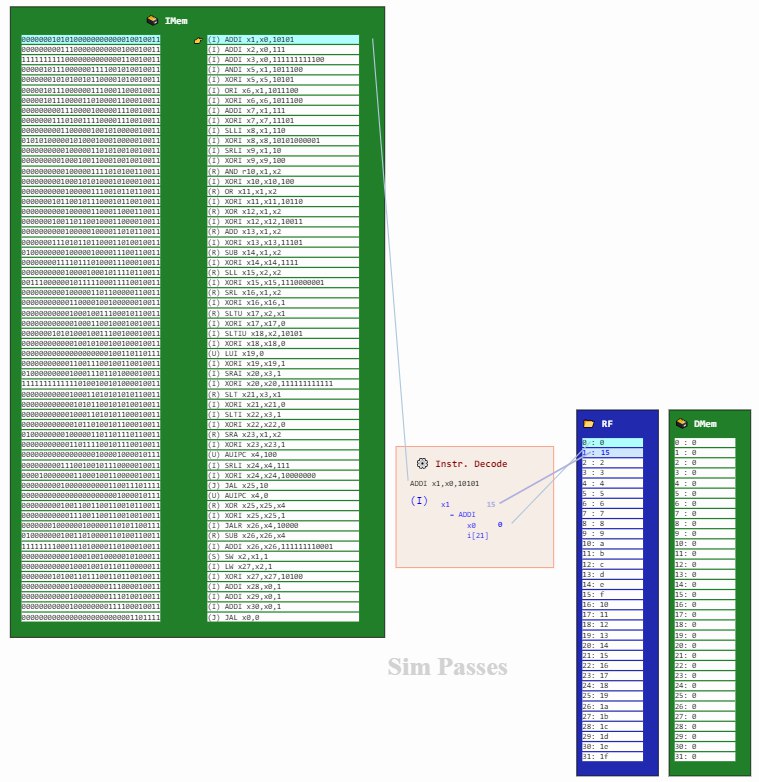 IMem
00000001010100000000000010010011 (I) ADDI x1,x0,10101
00000000011100000000000100010011 (I) ADDI x2,x0,111
11111111110000000000000110010011 (I) ADDI x3,x0,111111111100
00000101110000001111001010010011 (I) ANDI x5,x1,1011100
00000001010100101100001010010011 (I) XORI x5,x5,10101
00000101110000001110001100010011 (I) ORI x6,x1,1011100
00000101110000110100001100010011 (I) XORI x6,x6,1011100
00000000011100001000001110010011 (I) ADDI x7,x1,111
00000001110100111100001110010011 (I) XORI x7,x7,11101
00000000011000001001010000010011 (I) SLLI x8,x1,110
01010100000101000100010000010011 (I) XORI x8,x8,10101000001
00000000001000001101010010010011 (I) SRLI x9,x1,10
00000000010001001100010010010011 (I) XORI x9,x9,100
00000000001000001111010100110011 (R) AND r10,x1,x2
00000000010001010100010100010011 (I) XORI x10,x10,100
00000000001000001110010110110011 (R) OR x11,x1,x2
00000001011001011100010110010011 (I) XORI x11,x11,10110
00000000001000001100011000110011 (R) XOR x12,x1,x2
00000001001101100100011000010011 (I) XORI x12,x12,10011
00000000001000001000011010110011 (R) ADD x13,x1,x2
00000001110101101100011010010011 (I) XORI x13,x13,11101
01000000001000001000011100110011 (R) SUB x14,x1,x2
00000000111101110100011100010011 (I) XORI x14,x14,1111
00000000001000010001011110110011 (R) SLL x15,x2,x2
00111000000101111100011110010011 (I) XORI x15,x15,1110000001
00000000001000001101100000110011 (R) SRL x16,x1,x2
00000000000110000100100000010011 (I) XORI x16,x16,1
00000000000100010011100010110011 (R) SLTU x17,x2,x1
00000000000010001100100010010011 (I) XORI x17,x17,0
00000001010100010011100100010011 (I) SLTIU x18,x2,10101
00000000000010010100100100010011 (I) XORI x18,x18,0
00000000000000000000100110110111 (U) LUI x19,0
00000000000110011100100110010011 (I) XORI x19,x19,1
01000000000100011101101000010011 (I) SRAI x20,x3,1
11111111111110100100101000010011 (I) XORI x20,x20,111111111111
00000000000100011010101010110011 (R) SLT x21,x3,x1
00000000000010101100101010010011 (I) XORI x21,x21,0
00000000000100011010101100010011 (I) SLTI x22,x3,1
00000000000010110100101100010011 (I) XORI x22,x22,0
01000000001000001101101110110011 (R) SRA x23,x1,x2
00000000000110111100101110010011 (I) XORI x23,x23,1
00000000000000000100001000010111 (U) AUIPC x4,100
00000000011100100101110000010011 (I) SRLI x24,x4,111
00001000000011000100110000010011 (I) XORI x24,x24,10000000
00000000010000000000110011101111 (J) JAL x25,10
00000000000000000000001000010111 (U) AUIPC x4,0
00000000010011001100110010110011 (R) XOR x25,x25,x4
00000000000111001100110010010011 (I) XORI x25,x25,1
00000001000000100000110101100111 (I) JALR x26,x4,10000
01000000010011010000110100110011 (R) SUB x26,x26,x4
11111111000111010000110100010011 (I) ADDI x26,x26,111111110001
00000000000100010010000010100011 (S) SW x2,x1,1
00000000000100010010110110000011 (I) LW x27,x2,1
00000001010011011100110110010011 (I) XORI x27,x27,10100
00000000000100000000111000010011 (I) ADDI x28,x0,1
00000000000100000000111010010011 (I) ADDI x29,x0,1
00000000000100000000111100010011 (I) ADDI x30,x0,1
00000000000000000000000001101111 (J) JAL x0,0
Instr. Decode
ADDI x1,x0,10101
(I) x1 15
= ADDI
x0 0
i[21]
Sim Passes
RF
0 : 0
1 : 15
2 : 2
3 : 3
4 : 4
5 : 5
6 : 6
7 : 7
8 : 8
9 : 9
10: a
11: b
12: c
13: d
14: e
15: f
16: 10
17: 11
18: 12
19: 13
20: 14
21: 15
22: 16
23: 17
24: 18
25: 19
26: 1a
27: 1b
28: 1c
29: 1d
30: 1e
31: 1f
DMem
0 : 0
1 : 0
2 : 0
3 : 0
4 : 0
5 : 0
6 : 0
7 : 0
8 : 0
9 : 0
10: 0
11: 0
12: 0
13: 0
14: 0
15: 0
16: 0
17: 0
18: 0
19: 0
20: 0
21: 0
22: 0
23: 0
24: 0
25: 0
26: 0
27: 0
28: 0
29: 0
30: 0
31: 0